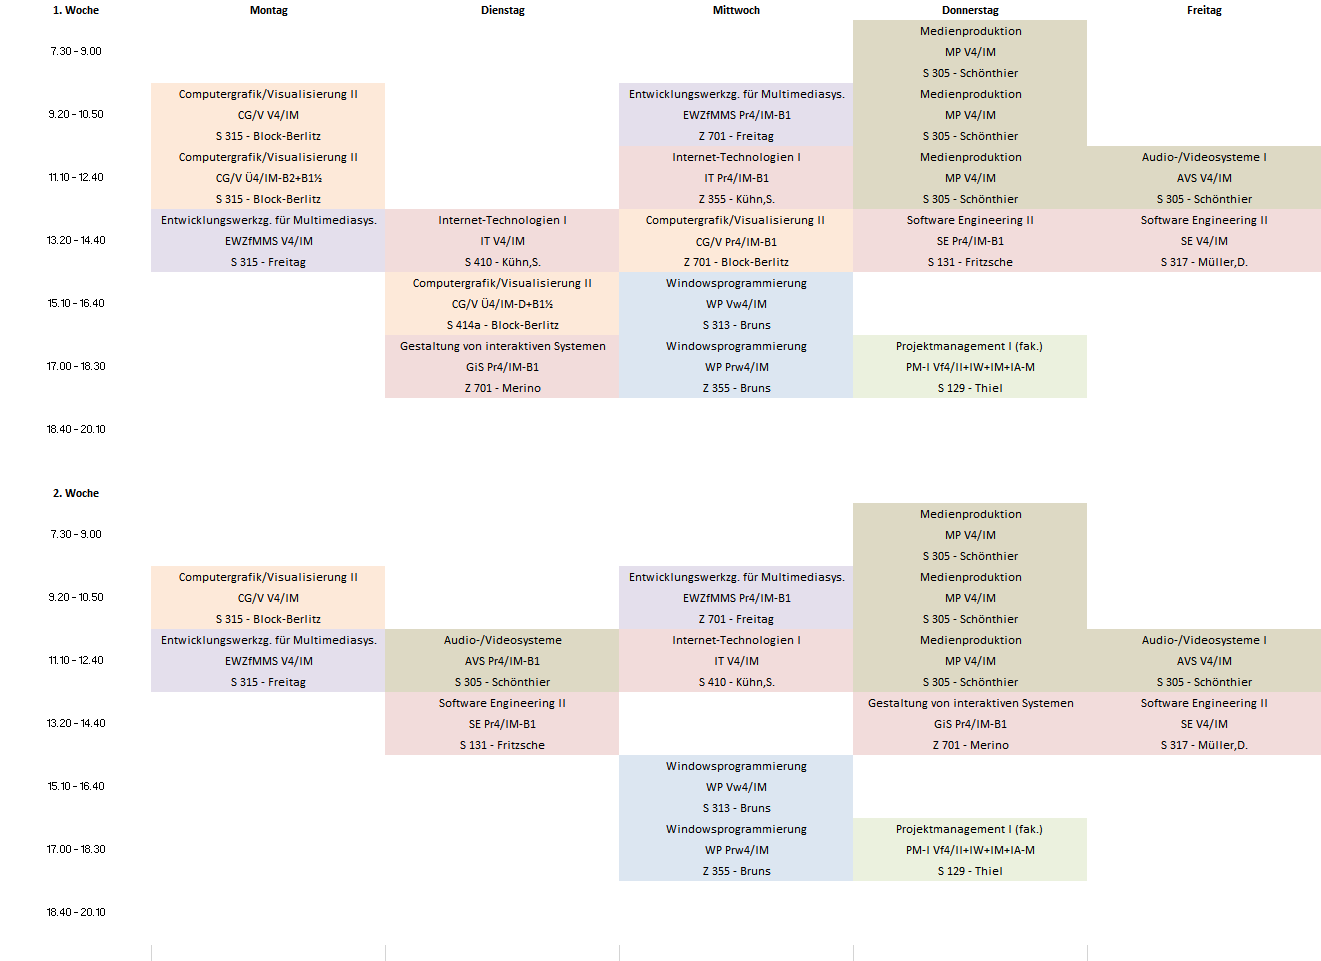 1. Woche Montag Dienstag Mittwoch Donnerstag Freitag
7.30 – 9.00
Medienproduktion
MP V4/IM
S 305 - Schönthier
9.20 – 10.50
Computergrafik/Visualisierung II
CG/V V4/IM
S 315 - Block-Berlitz
Entwicklungswerkzg. für Multimediasys.
EWZfMMS Pr4/IM-B1
Z 701 - Freitag
Medienproduktion
MP V4/IM
S 305 - Schönthier
11.10 – 12.40
Computergrafik/Visualisierung II
CG/V Ü4/IM-B2+B1½
S 315 - Block-Berlitz
Internet-Technologien I
IT Pr4/IM-B1
Z 355 - Kühn,S.
Medienproduktion
MP V4/IM
S 305 - Schönthier
Audio-/Videosysteme I
AVS V4/IM
S 305 - Schönthier
13.20 – 14.40
Entwicklungswerkzg. für Multimediasys.
EWZfMMS V4/IM
S 315 - Freitag
Internet-Technologien I
IT V4/IM
S 410 - Kühn,S.
Computergrafik/Visualisierung II
CG/V Pr4/IM-B1
Z 701 - Block-Berlitz
Software Engineering II
SE Pr4/IM-B1
S 131 - Fritzsche
Software Engineering II
SE V4/IM
S 317 - Müller,D.
15.10 – 16.40
Computergrafik/Visualisierung II
CG/V Ü4/IM-D+B1½
S 414a - Block-Berlitz
Windowsprogrammierung
WP Vw4/IM
S 313 - Bruns
17.00 – 18.30
Gestaltung von interaktiven Systemen
GiS Pr4/IM-B1
Z 701 - Merino
Windowsprogrammierung
WP Prw4/IM
Z 355 - Bruns
Projektmanagement I (fak.)
PM-I Vf4/II+IW+IM+IA-M
S 129 - Thiel
18.40 – 20.10
2. Woche
7.30 – 9.00
Medienproduktion
MP V4/IM
S 305 - Schönthier
9.20 – 10.50
Computergrafik/Visualisierung II
CG/V V4/IM
S 315 - Block-Berlitz
Entwicklungswerkzg. für Multimediasys.
EWZfMMS Pr4/IM-B1
Z 701 - Freitag
Medienproduktion
MP V4/IM
S 305 - Schönthier
11.10 – 12.40
Entwicklungswerkzg. für Multimediasys.
EWZfMMS V4/IM
S 315 - Freitag
Audio-/Videosysteme
AVS Pr4/IM-B1
S 305 - Schönthier
Internet-Technologien I
IT V4/IM
S 410 - Kühn,S.
Medienproduktion
MP V4/IM
S 305 - Schönthier
Audio-/Videosysteme I
AVS V4/IM
S 305 - Schönthier
13.20 – 14.40
Software Engineering II
SE Pr4/IM-B1
S 131 - Fritzsche
Gestaltung von interaktiven Systemen
GiS Pr4/IM-B1
Z 701 - Merino
Software Engineering II
SE V4/IM
S 317 - Müller,D.
15.10 – 16.40
Windowsprogrammierung
WP Vw4/IM
S 313 - Bruns
17.00 – 18.30
Windowsprogrammierung
WP Prw4/IM
Z 355 - Bruns
Projektmanagement I (fak.)
PM-I Vf4/II+IW+IM+IA-M
S 129 - Thiel
18.40 – 20.10